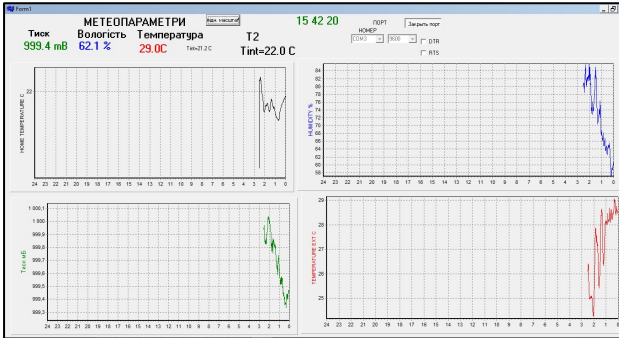 Form1
МЕТЕОПАРАМЕТРИ
15 42 20
ПОРТ
Закрыть порт
НОМЕР
COM3 9600
DTR
RTS
Тиск Вологість Температура T2
999.4 mB 62.1 % 29.0C Tint=21.2 C Tint=22.0 C
HOME TEMPERATURE C
22
24 23 22 21 20 19 18 17 16 15 14 13 12 11 10 9 8 7 6 5 4 3 2 1 0
HUMIDITY %
84
82
80
78
76
74
72
70
68
66
64
62
60
58
24 23 22 21 20 19 18 17 16 15 14 13 12 11 10 9 8 7 6 5 4 3 2 1 0
Тиск мБ
1 000,1
1 000
999,9
999,8
999,7
999,6
999,5
999,4
999,3
24 23 22 21 20 19 18 17 16 15 14 13 12 11 10 9 8 7 6 5 4 3 2 1 0
TEMPERATURE EXT C
29
28
27
26
25
24 23 22 21 20 19 18 17 16 15 14 13 12 11 10 9 8 7 6 5 4 3 2 1 0